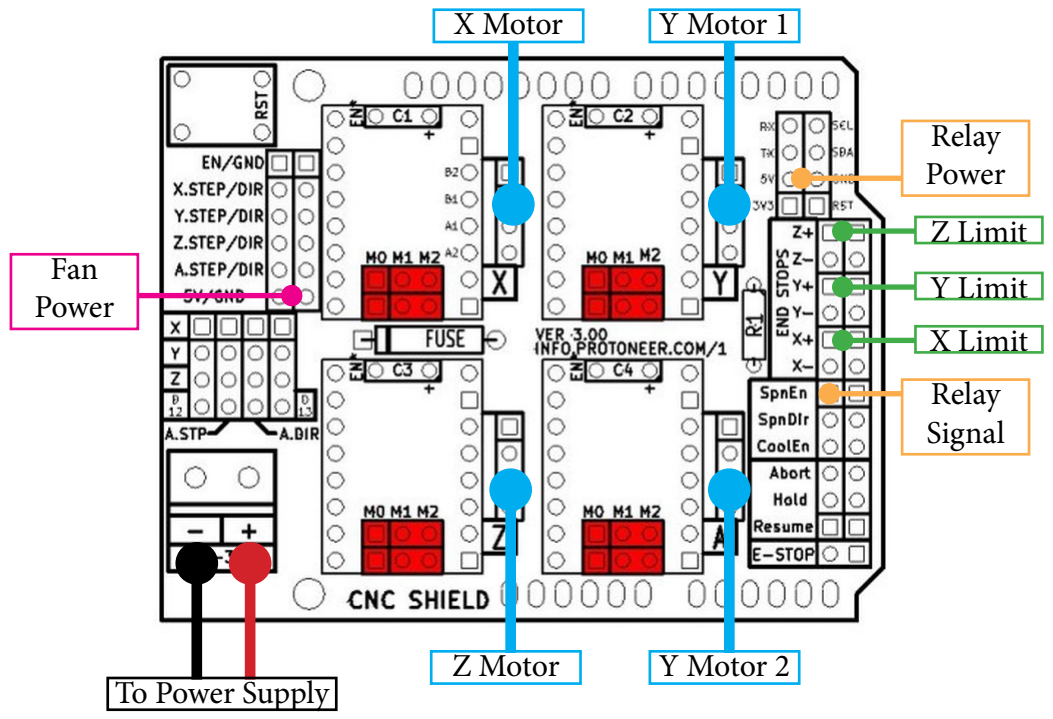 X Motor
Y Motor 1
RST
EN*
C1
+
EN*
C2
+
RX
SCL
TX
SDA
5V
GND
3V3
RST
Relay
Power
EN/GND
X.STEP/DIR
Y.STEP/DIR
Z.STEP/DIR
A.STEP/DIR
5V/GND
Fan
Power
B2
B1
A1
A2
M0 M1 M2
X
M0 M1 M2
Y
END STOPS
Z+
Z-
Y+
Y-
X+
X-
Z Limit
Y Limit
X Limit
R1
FUSE
VER 3.00
INFO.PROTONEER.COM/1
X
Y
Z
D
12
D
13
A.STP
A.DIR
EN*
C3
+
EN*
C4
+
SpnEn
SpnDir
CoolEn
Abort
Hold
Resume
E-STOP
Relay
Signal
- +
M0 M1 M2
Z
M0 M1 M2
A
CNC SHIELD
Z Motor
Y Motor 2
To Power Supply